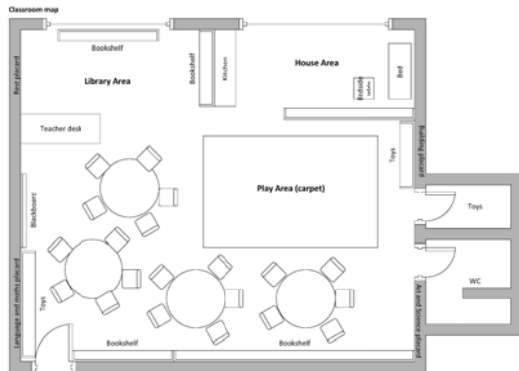 Classroom map
Bookshelf
Rest placard
Library Area
Bookshelf
Kitchen
House Area
Bedside table
Bed
Teacher desk
Toys
Building placard
Play Area (carpet)
Blackboard
Toys
Language and maths placard
Toys
WC
Art and Science placard
Bookshelf
Bookshelf